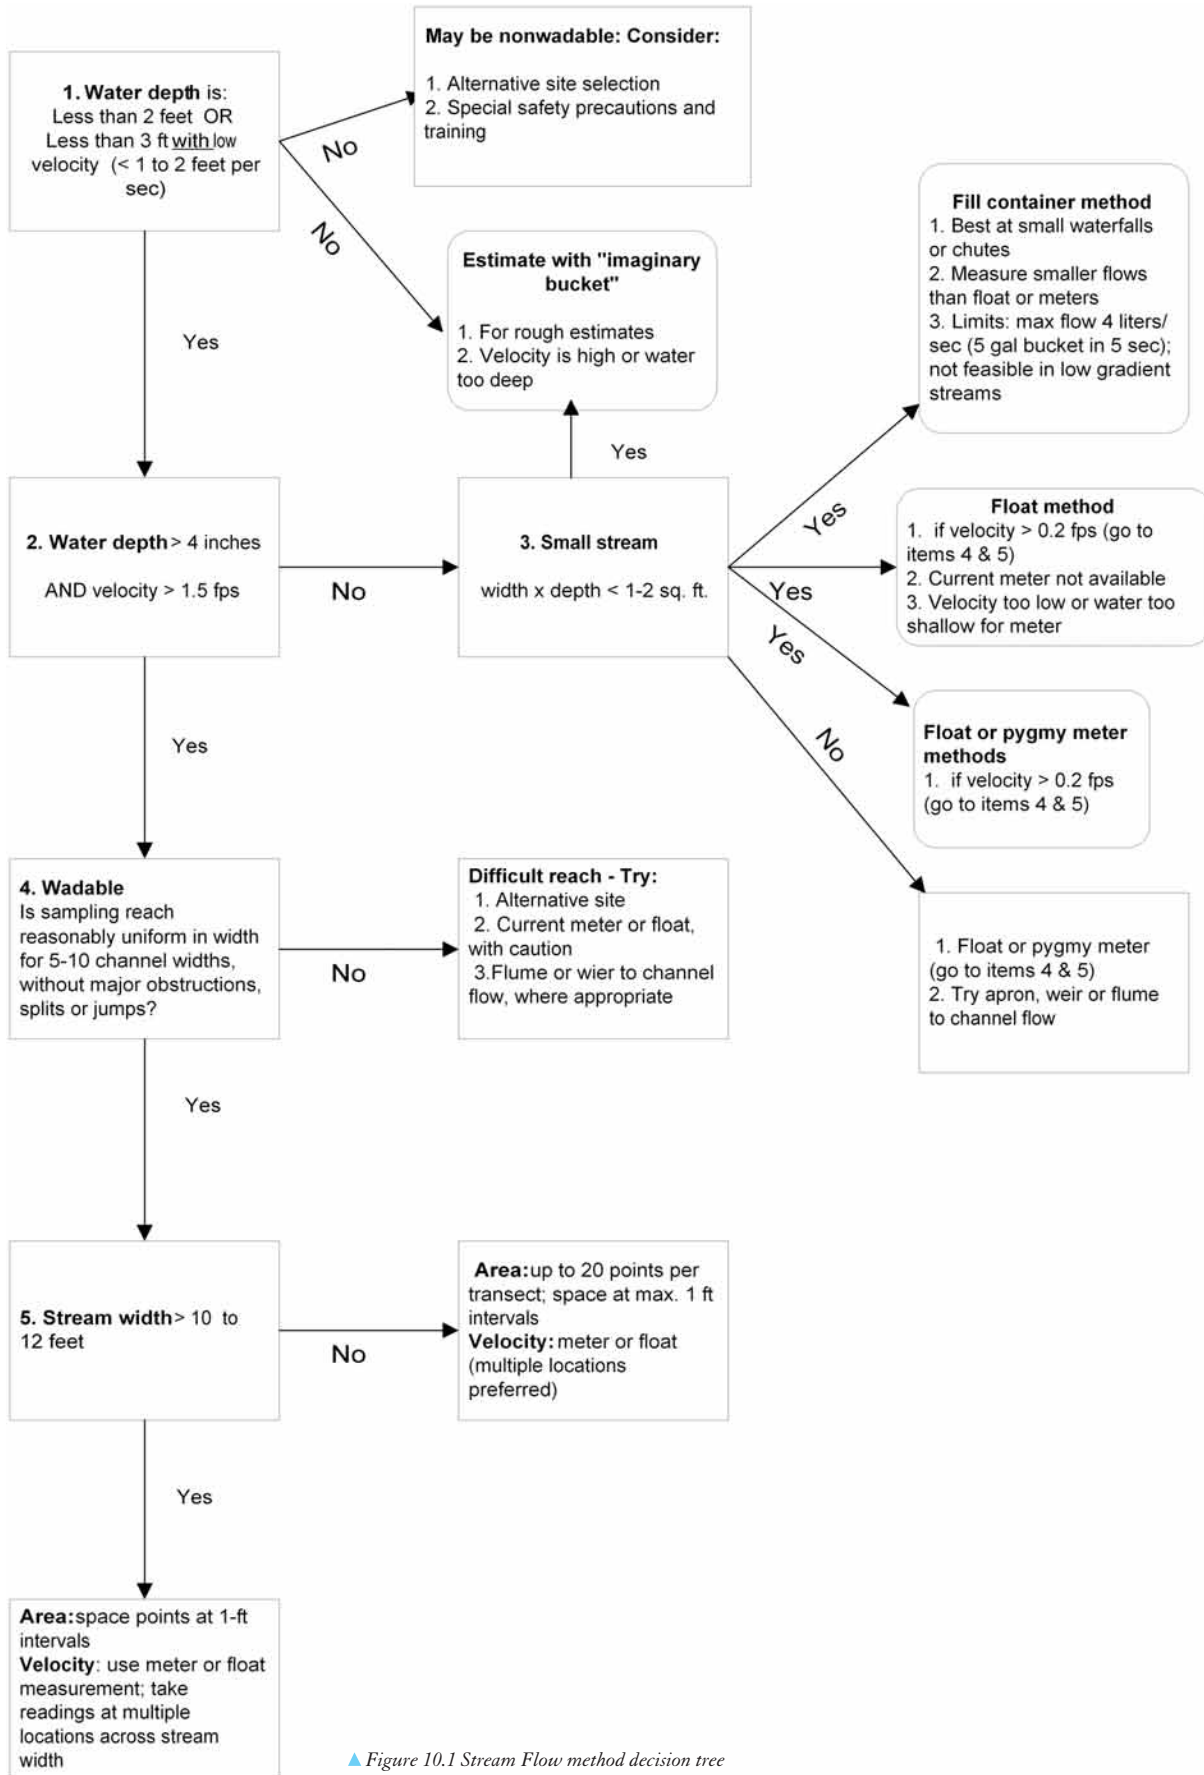 May be nonwadable: Consider:
1. Alternative site selection
2. Special safety precautions and
training
1. Water depth is:
Less than 2 feet OR
Less than 3 ft with low
velocity (< 1 to 2 feet per
sec)
No
No
Yes
Estimate with "imaginary
bucket"
1. For rough estimates
2. Velocity is high or water
too deep
Fill container method
1. Best at small waterfalls
or chutes
2. Measure smaller flows
than float or meters
3. Limits: max flow 4 liters/
sec (5 gal bucket in 5 sec);
not feasible in low gradient
streams
Yes
2. Water depth > 4 inches
AND velocity > 1.5 fps
No
3. Small stream
width x depth < 1-2 sq. ft.
Yes
Yes
Yes
No
Float method
1. if velocity > 0.2 fps (go to
items 4 & 5)
2. Current meter not available
3. Velocity too low or water too
shallow for meter
Float or pygmy meter
methods
1. if velocity > 0.2 fps
(go to items 4 & 5)
Yes
4. Wadable
Is sampling reach
reasonably uniform in width
for 5-10 channel widths,
without major obstructions,
splits or jumps?
No
Difficult reach - Try:
1. Alternative site
2. Current meter or float,
with caution
3.Flume or wier to channel
flow, where appropriate
1. Float or pygmy meter
(go to items 4 & 5)
2. Try apron, weir or flume
to channel flow
Yes
5. Stream width > 10 to
12 feet
No
Area: up to 20 points per
transect; space at max. 1 ft
intervals
Velocity: meter or float
(multiple locations
preferred)
Yes
Area: space points at 1-ft
intervals
Velocity: use meter or float
measurement; take
readings at multiple
locations across stream
width
▲ Figure 10.1 Stream Flow method decision tree